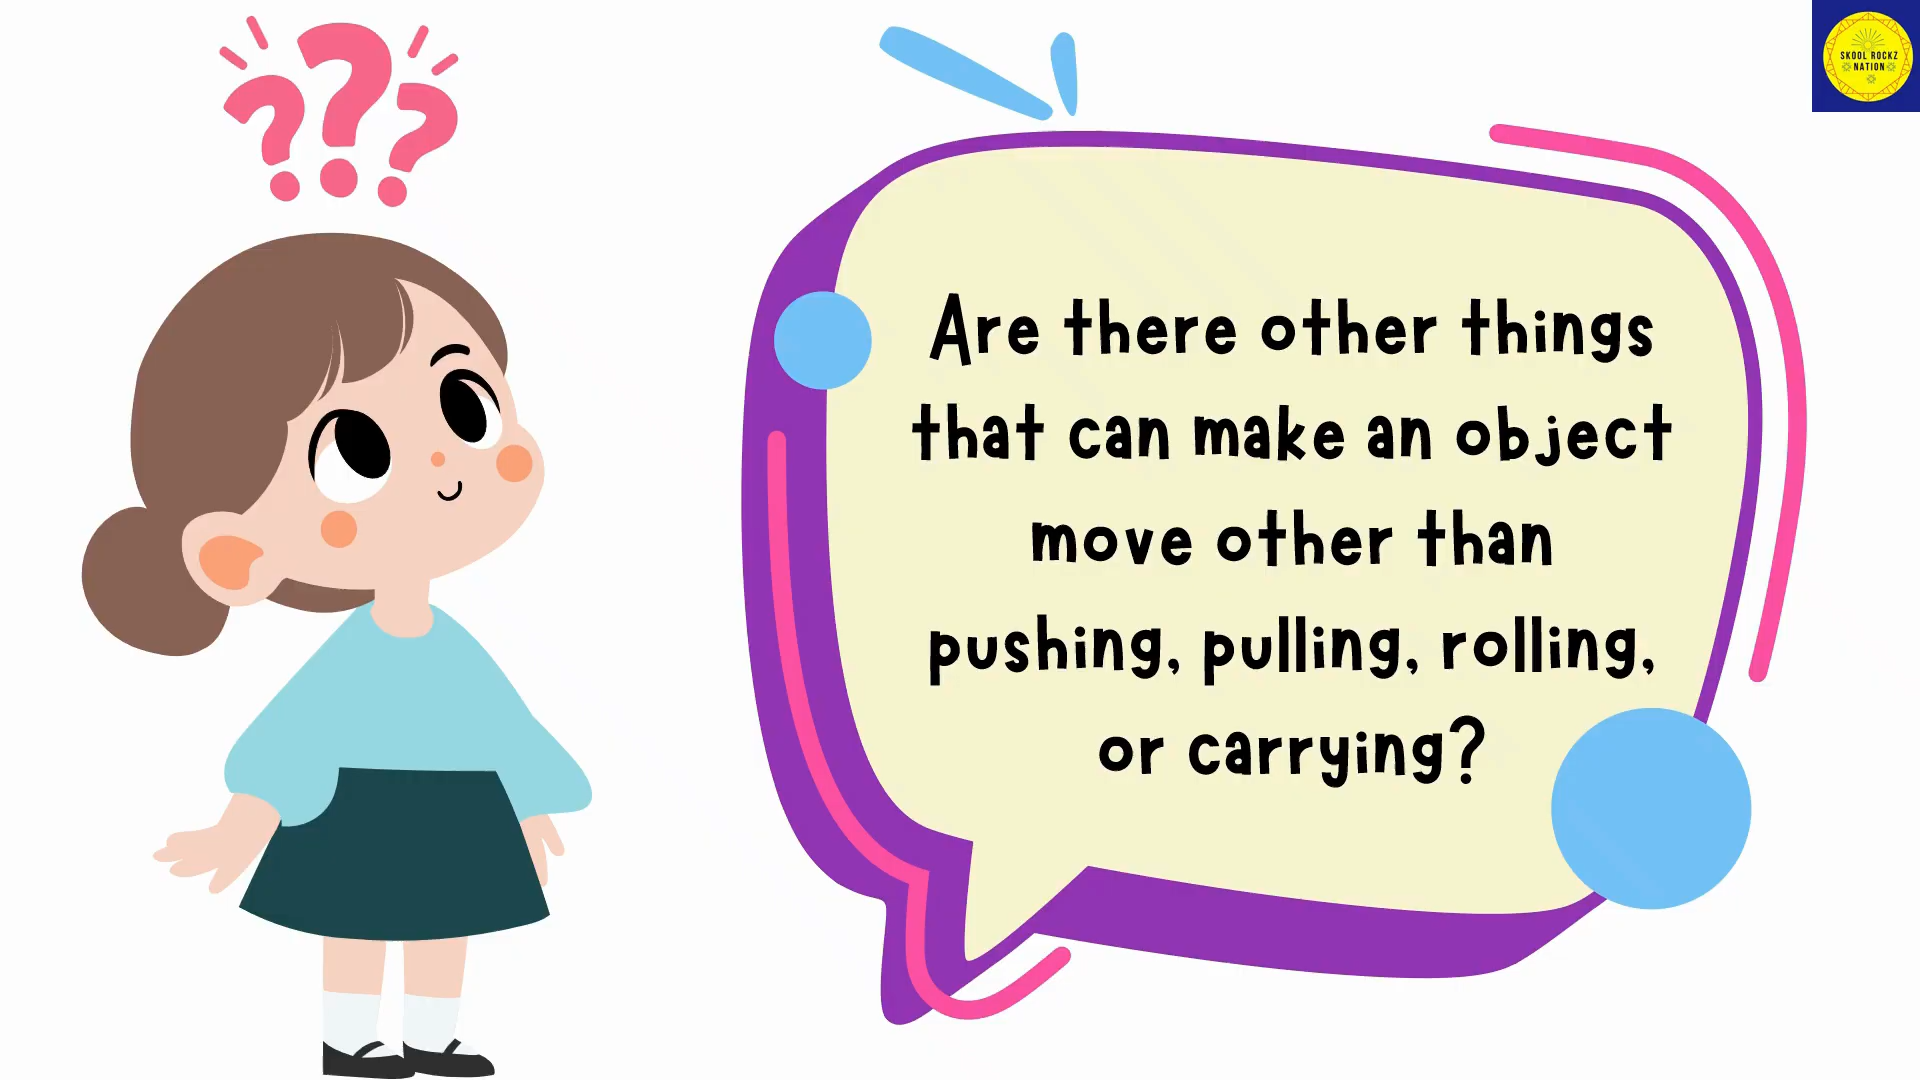 ???
SKOOL ROCKZ
NATION
Are there other things
that can make an object
move other than
pushing, pulling, rolling,
or carrying?